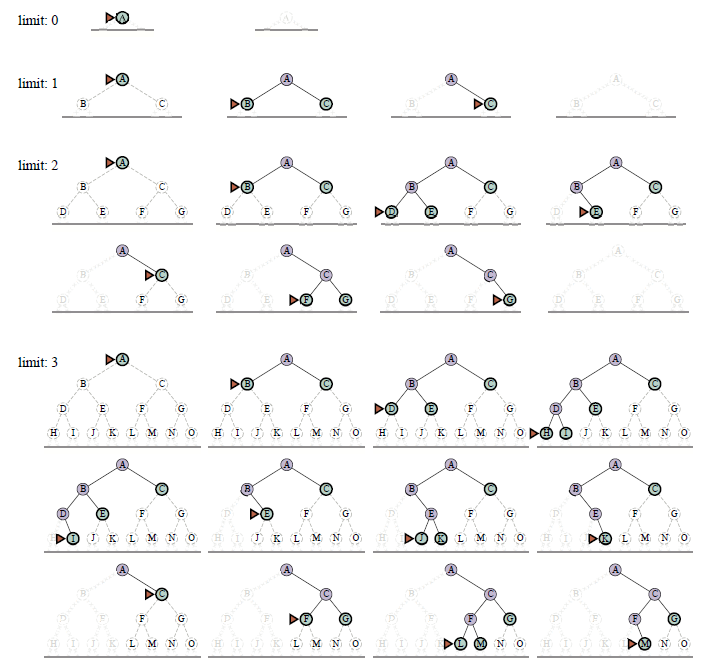 limit: 0 A A
limit: 1 A A A A
B C B C B C B C
limit: 2 A A A A
B C B C B C B C
D E F G D E F G D E F G D E F G
A A A A
B C B C B C B C
D E F G D E F G D E F G D E F G
limit: 3 A A A A
B C B C B C B C
D E F G D E F G D E F G D E F G
H I J K L M N O H I J K L M N O H I J K L M N O H I J K L M N O
A A A A
B C B C B C B C
D E F G D E F G D E F G D E F G
H I J K L M N O H I J K L M N O H I J K L M N O H I J K L M N O
A A A A
B C B C B C B C
D E F G D E F G D E F G D E F G
H I J K L M N O H I J K L M N O H I J K L M N O H I J K L M N O